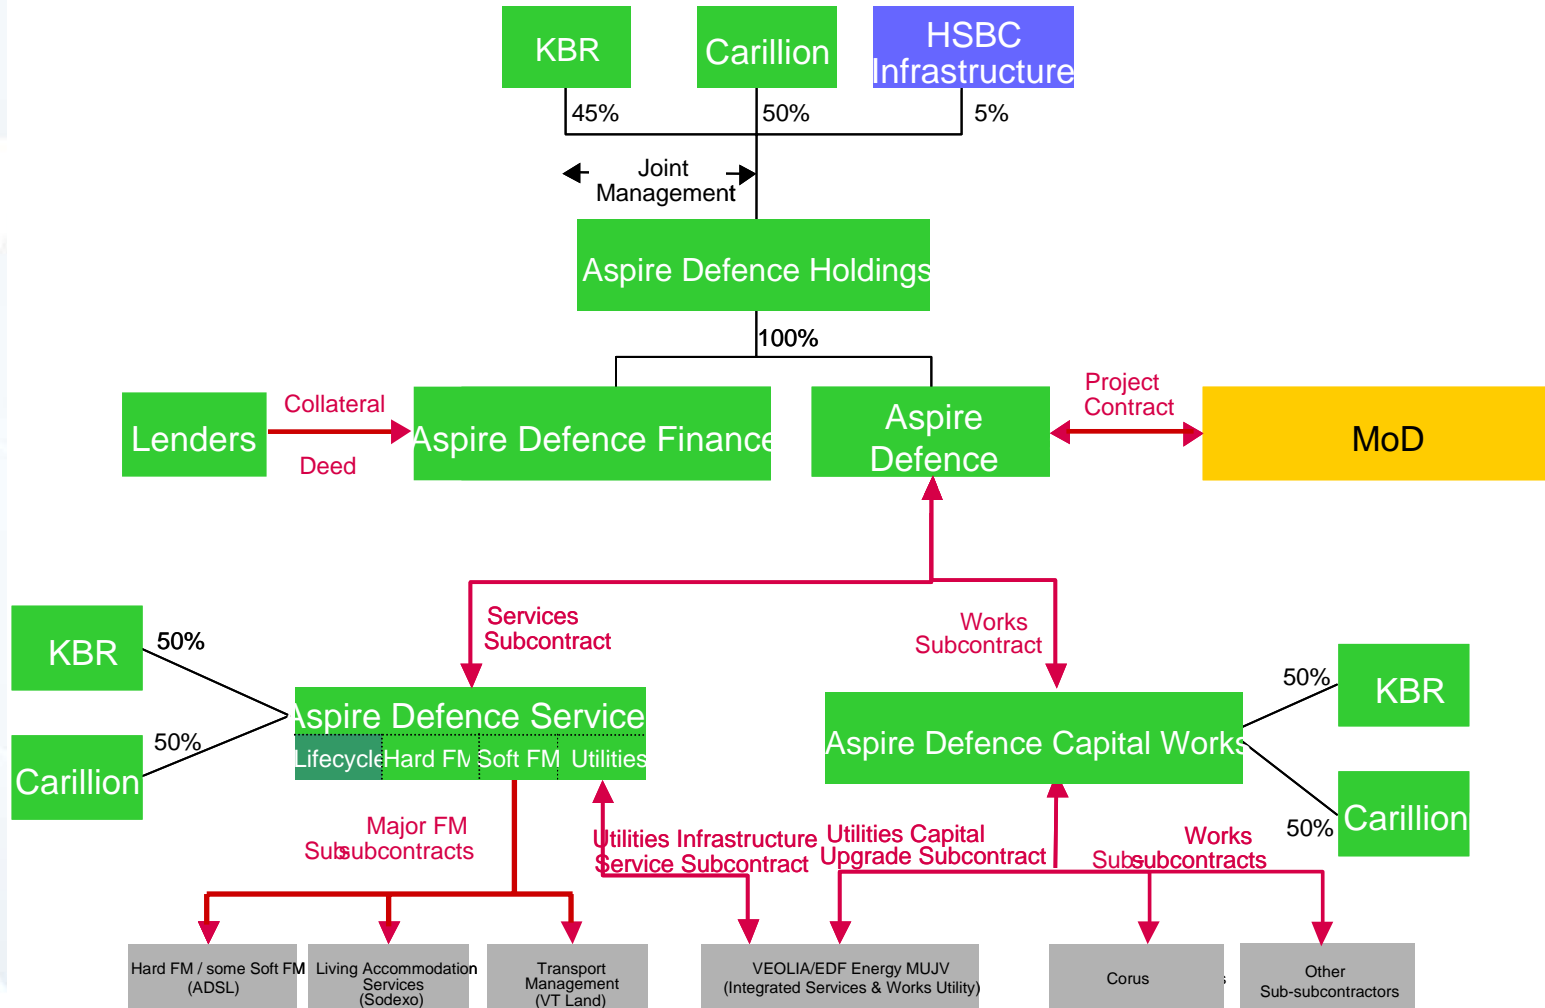 KBR
Carillion
HSBC
Infrastructure
45%
50%
5%
Joint
Management
Aspire Defence Holdings
100%
Lenders
Collateral
Deed
Aspire Defence Finance
Aspire
Defence
Project
Contract
MoD
Services
Subcontract
Works
Subcontract
KBR
50%
Carillion
50%
Aspire Defence Service
Lifecycle
Hard FM
Soft FM
Utilities
Aspire Defence Capital Works
50%
KBR
50%
Carillion
Major FM
Sub-subcontracts
Utilities Infrastructure
Service Subcontract
Utilities Capital
Upgrade Subcontract
Works
Sub-subcontracts
Hard FM / some Soft FM
(ADSL)
Living Accommodation
Services
(Sodexo)
Transport
Management
(VT Land)
VEOLIA/EDF Energy MUJV
(Integrated Services & Works Utility)
Corus
Other
Sub-subcontractors